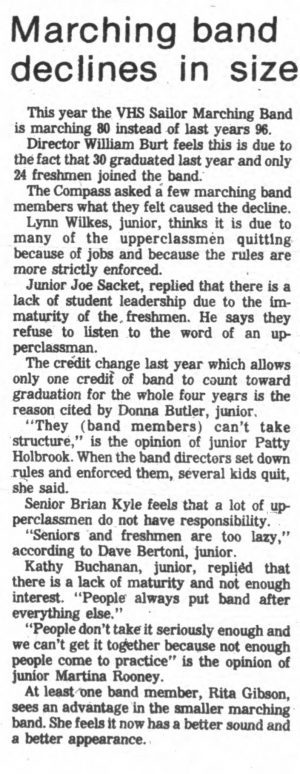 Marching band
declines in size
This year the VHS Sailor Marching Band
is marching 80 instead of last years 96.
Director William Burt feels this is due to
the fact that 30 graduated last year and only
24 freshmen joined the band.
The Compass asked a few marching band
members what they felt caused the decline.
Lynn Wilkes, junior, thinks it is due to
many of the upperclassmen quitting
because of jobs and because the rules are
more strictly enforced.
Junior Joe Sacket, replied that there is a
lack of student leadership due to the im-
maturity of the freshmen. He says they
refuse to listen to the word of an up-
perclassman.
The credit change last year which allows
only one credit of band to count toward
graduation for the whole four years is the
reason cited by Donna Butler, junior.
"They (band members) can't take
structure," is the opinion of junior Patty
Holbrook. When the band directors set down
rules and enforced them, several kids quit,
she said.
Senior Brian Kyle feels that a lot of up-
perclassmen do not have responsibility.
"Seniors and freshmen are too lazy,"
according to Dave Bertoni, junior.
Kathy Buchanan, junior, replied that
there is a lack of maturity and not enough
interest. "People always put band after
everything else."
"People don't take it seriously enough and
we can't get it together because not enough
people come to practice" is the opinion of
junior Martina Rooney.
At least one band member, Rita Gibson,
sees an advantage in the smaller marching
band. She feels it now has a better sound and
a better appearance.